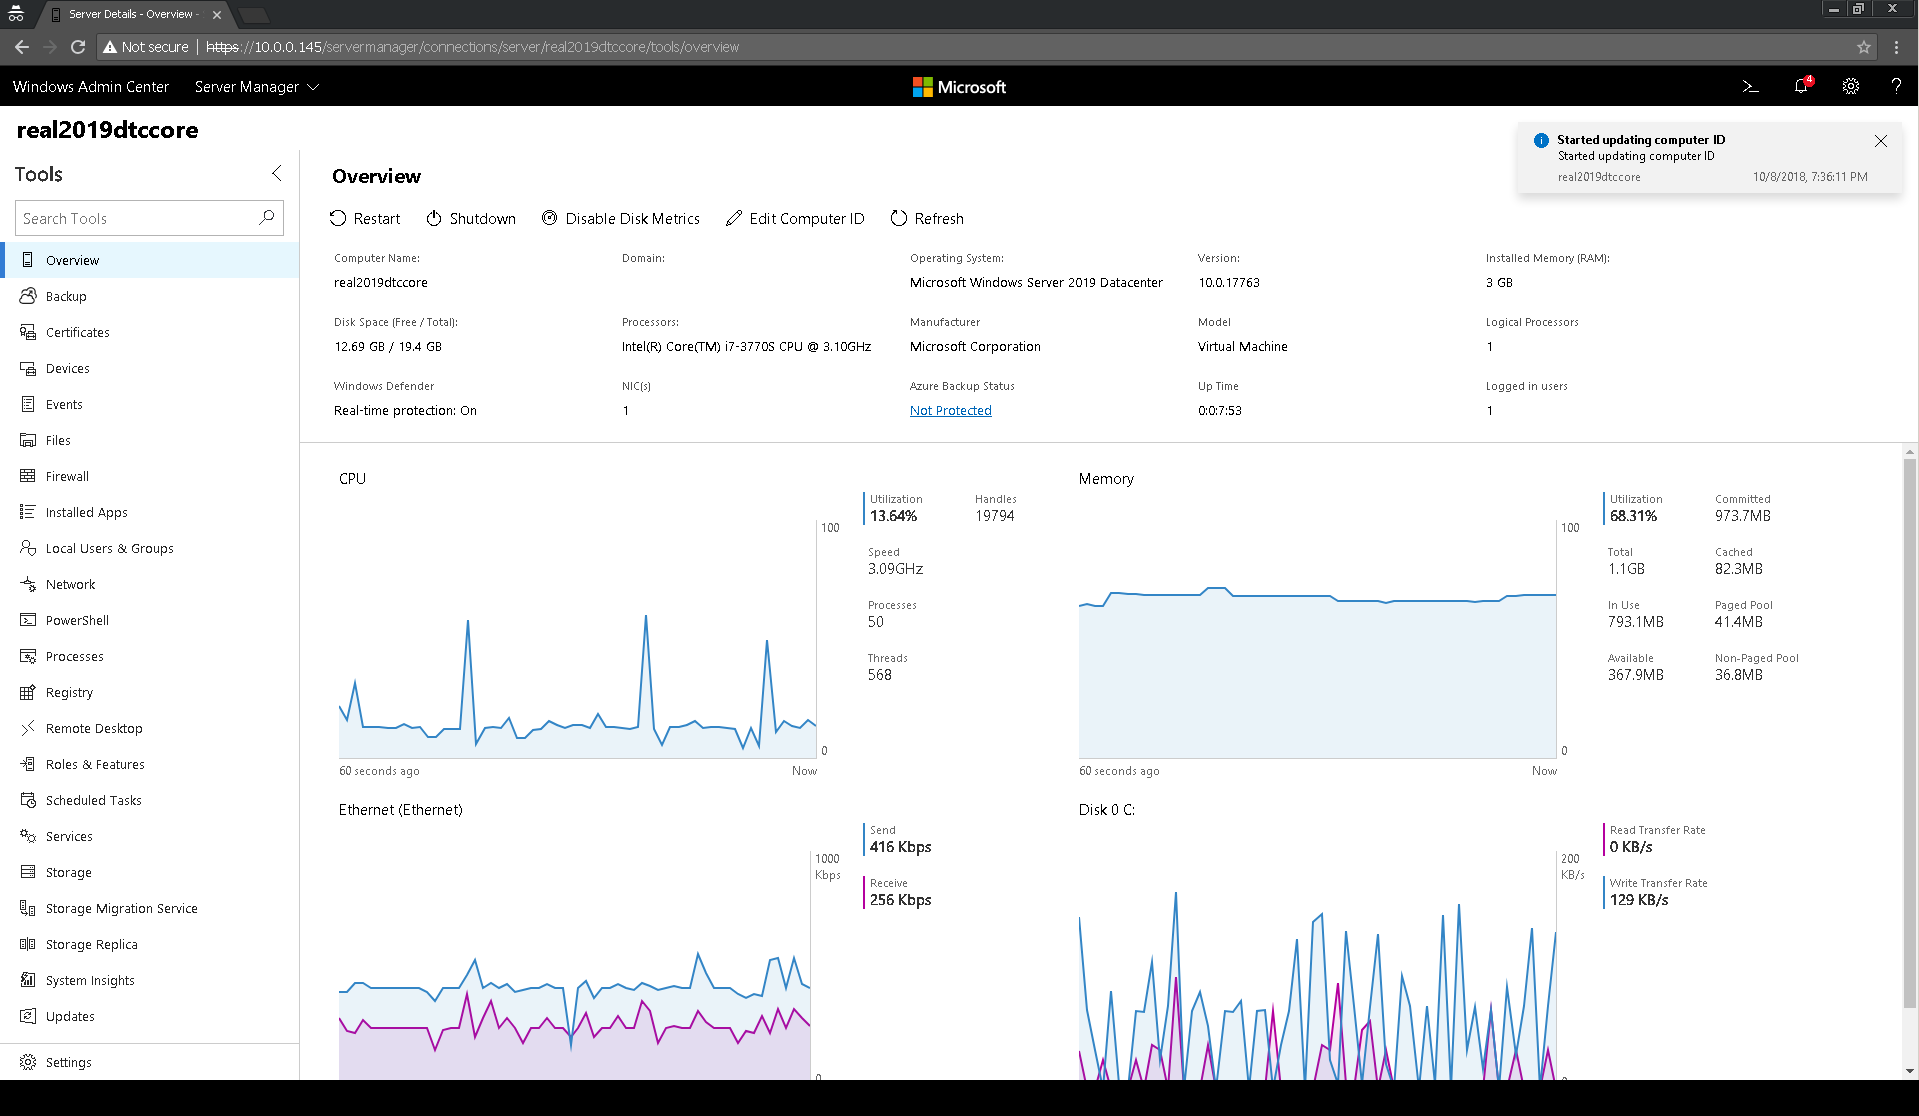 Server Details - Overview -
Not secure | https://10.0.0.145/servermanager/connections/server/real2019dtccore/tools/overview
Windows Admin Center
Server Manager
Microsoft
4
?
real2019dtccore
Started updating computer ID
Started updating computer ID
real2019dtccore
10/8/2018, 7:36:11 PM
Tools
Search Tools
Overview
Backup
Certificates
Devices
Events
Files
Firewall
Installed Apps
Local Users & Groups
Network
PowerShell
Processes
Registry
Remote Desktop
Roles & Features
Scheduled Tasks
Services
Storage
Storage Migration Service
Storage Replica
System Insights
Updates
Settings
Overview
Restart
Shutdown
Disable Disk Metrics
Edit Computer ID
Refresh
Computer Name:
real2019dtccore
Domain:
Operating System:
Microsoft Windows Server 2019 Datacenter
Version:
10.0.17763
Installed Memory (RAM):
3 GB
Disk Space (Free / Total):
12.69 GB / 19.4 GB
Processors:
Intel(R) Core(TM) i7-3770S CPU @ 3.10GHz
Manufacturer
Microsoft Corporation
Model
Virtual Machine
Logical Processors
1
Windows Defender
Real-time protection: On
NIC(s)
1
Azure Backup Status
Not Protected
Up Time
0:0:7:53
Logged in users
1
CPU
100
0
60 seconds ago
Now
Utilization
13.64%
Handles
19794
Speed
3.09GHz
Processes
50
Threads
568
Memory
100
0
60 seconds ago
Now
Utilization
68.31%
Committed
973.7MB
Total
1.1GB
Cached
82.3MB
In Use
793.1MB
Paged Pool
41.4MB
Available
367.9MB
Non-Paged Pool
36.8MB
Ethernet (Ethernet)
1000
Kbps
0
Send
416 Kbps
Receive
256 Kbps
Disk 0 C:
200
KB/s
Read Transfer Rate
0 KB/s
Write Transfer Rate
129 KB/s